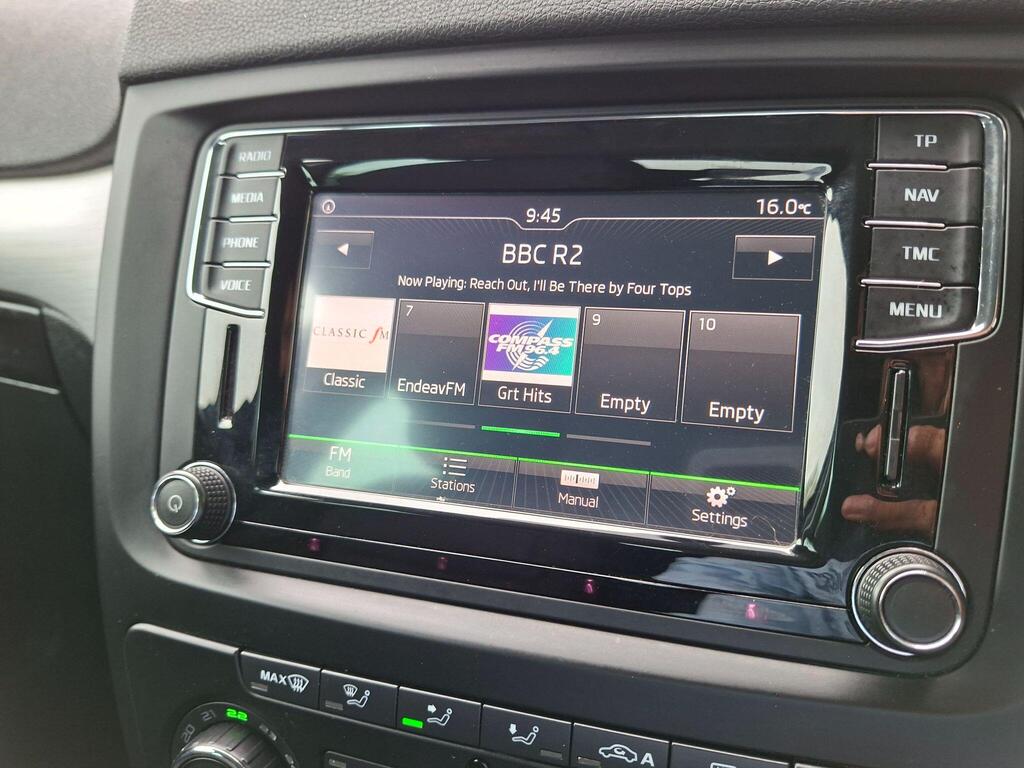 RADIO
MEDIA
PHONE
VOICE
9:45
16.0°C
BBC R2
Now Playing: Reach Out, I'll Be There by Four Tops
CLASSIC fM
Classic
7
EndeavFM
COMPASS
FM 96.4
Grt Hits
9
Empty
10
Empty
FM
Band
Stations
Manual
Settings
TP
NAV
TMC
MENU
MAX
A
20 21 22